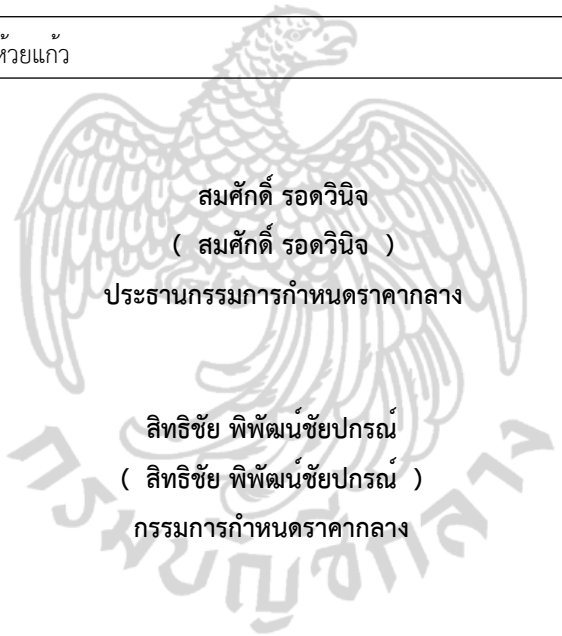 ห้วยแก้ว
สมศักดิ์ รอดวินิจ
( สมศักดิ์ รอดวินิจ )
ประธานกรรมการกำหนดราคากลาง
สิทธิชัย พิพัฒน์ชัยปกรณ์
( สิทธิชัย พิพัฒน์ชัยปกรณ์ )
กรรมการกำหนดราคากลาง
กรมบัญชีกลาง